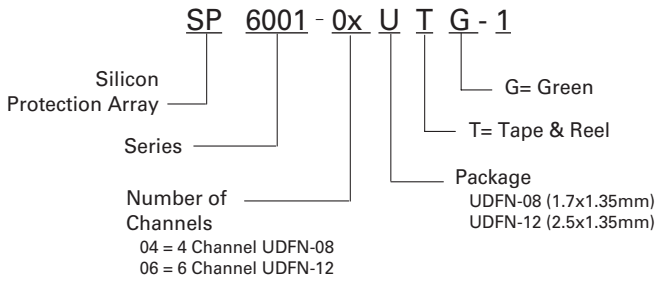 SP 6001 - 0x U T G - 1
Silicon
Protection Array
G= Green
T= Tape & Reel
Series
Package
UDFN-08 (1.7x1.35mm)
UDFN-12 (2.5x1.35mm)
Number of
Channels
04 = 4 Channel UDFN-08
06 = 6 Channel UDFN-12